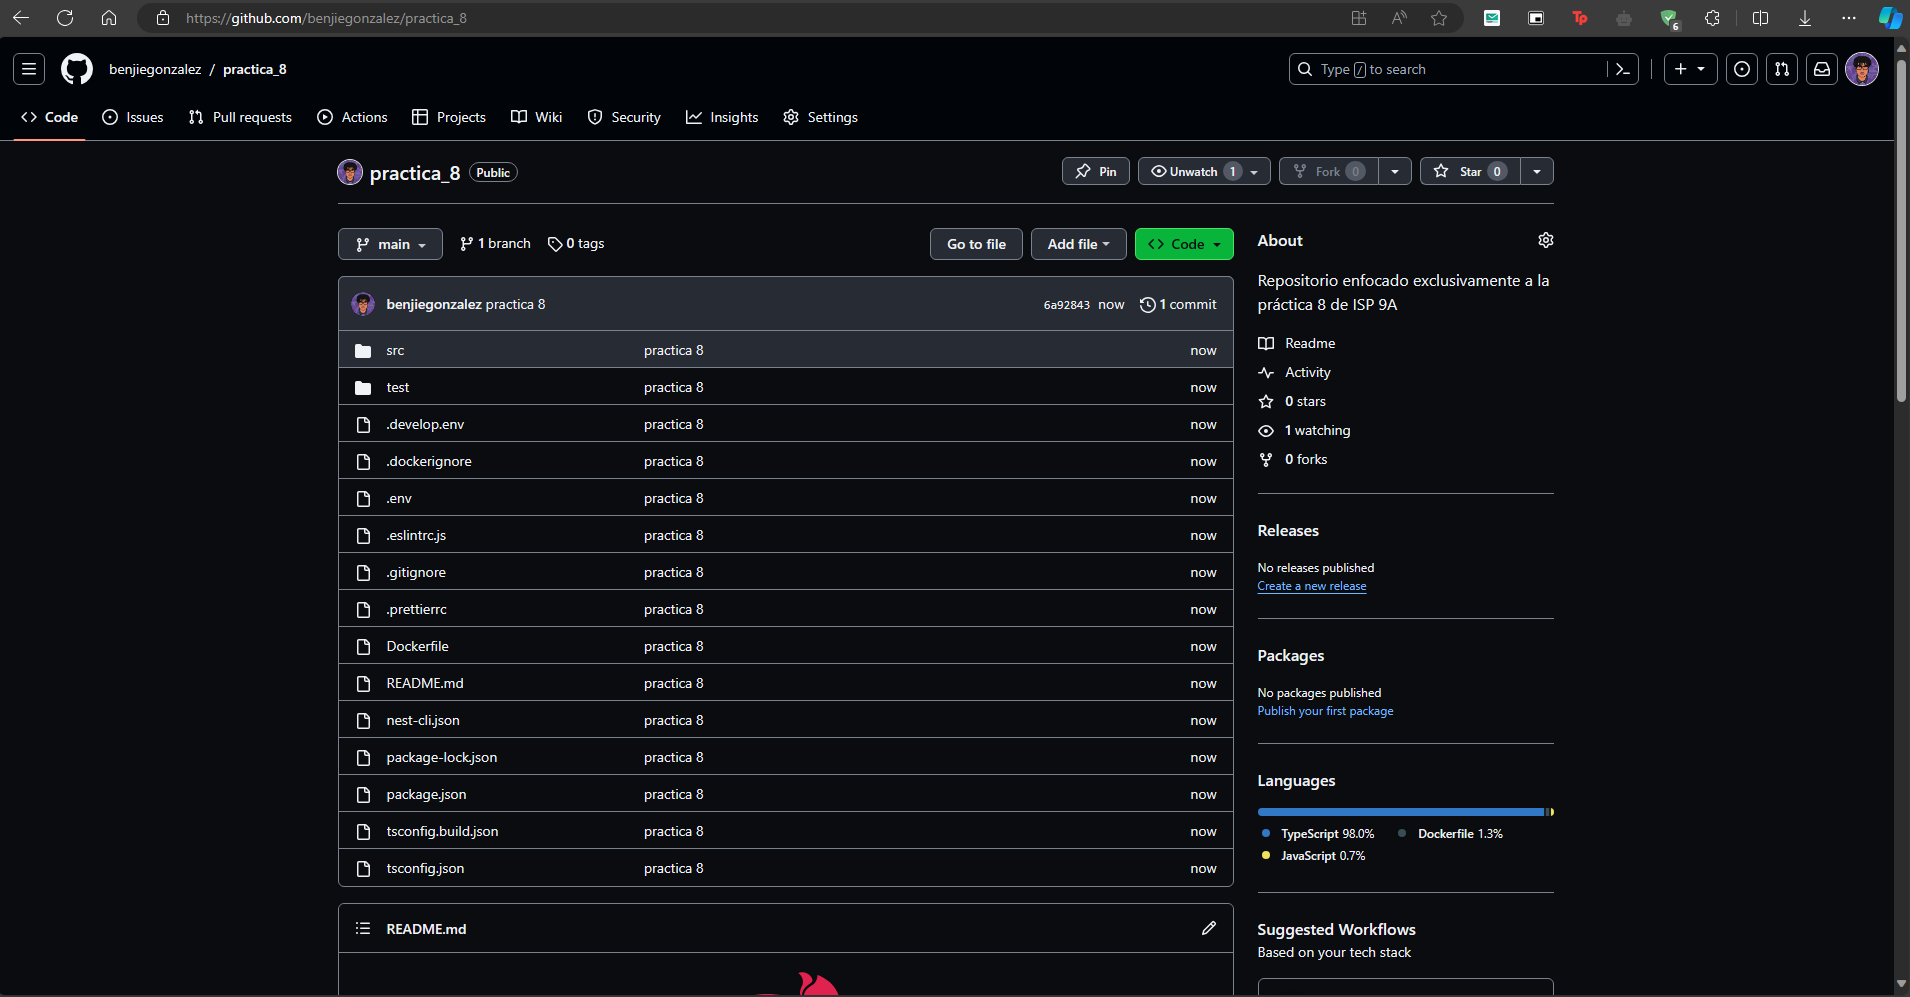 https://github.com/benjiegonzalez/practica_8
6
benjiegonzalez / practica_8
Type / to search
Code Issues Pull requests Actions Projects Wiki Security Insights Settings
practica_8 Public
Pin Unwatch 1 Fork 0 Star 0
main 1 branch 0 tags Go to file Add file Code
benjiegonzalez practica 8 6a92843 now 1 commit
src practica 8 now
test practica 8 now
.develop.env practica 8 now
.dockerignore practica 8 now
.env practica 8 now
.eslintrc.js practica 8 now
.gitignore practica 8 now
.prettierrc practica 8 now
Dockerfile practica 8 now
README.md practica 8 now
nest-cli.json practica 8 now
package-lock.json practica 8 now
package.json practica 8 now
tsconfig.build.json practica 8 now
tsconfig.json practica 8 now
README.md
About
Repositorio enfocado exclusivamente a la
práctica 8 de ISP 9A
Readme
Activity
0 stars
1 watching
0 forks
Releases
No releases published
Create a new release
Packages
No packages published
Publish your first package
Languages
TypeScript 98.0% Dockerfile 1.3%
JavaScript 0.7%
Suggested Workflows
Based on your tech stack